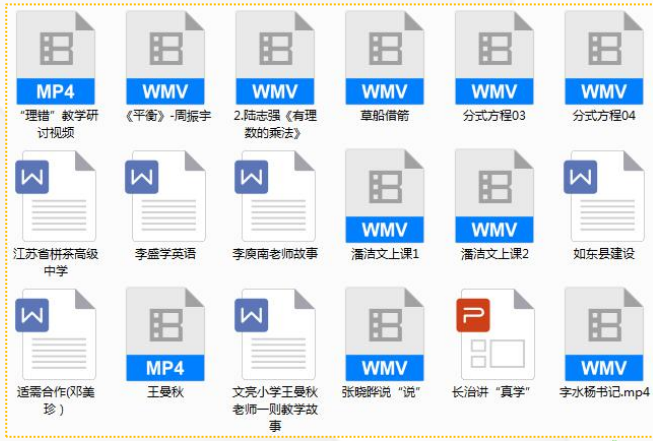 MP4
WMV
WMV
WMV
WMV
WMV
“理错”教学研
讨视频
《平衡》-周振宇
2.陆志强《有理
数的乘法》
草船借箭
分式方程03
分式方程04
W
W
W
WMV
WMV
W
江苏省栟茶高级
中学
李盛学英语
李庾南老师故事
潘洁文上课1
潘洁文上课2
如东县建设
W
MP4
W
WMV
P
WMV
适需合作(邓美
珍)
王曼秋
文亮小学王曼秋
老师一则教学故
事
张晓晔说“说”
长治讲“真学”
字水杨书记.mp4